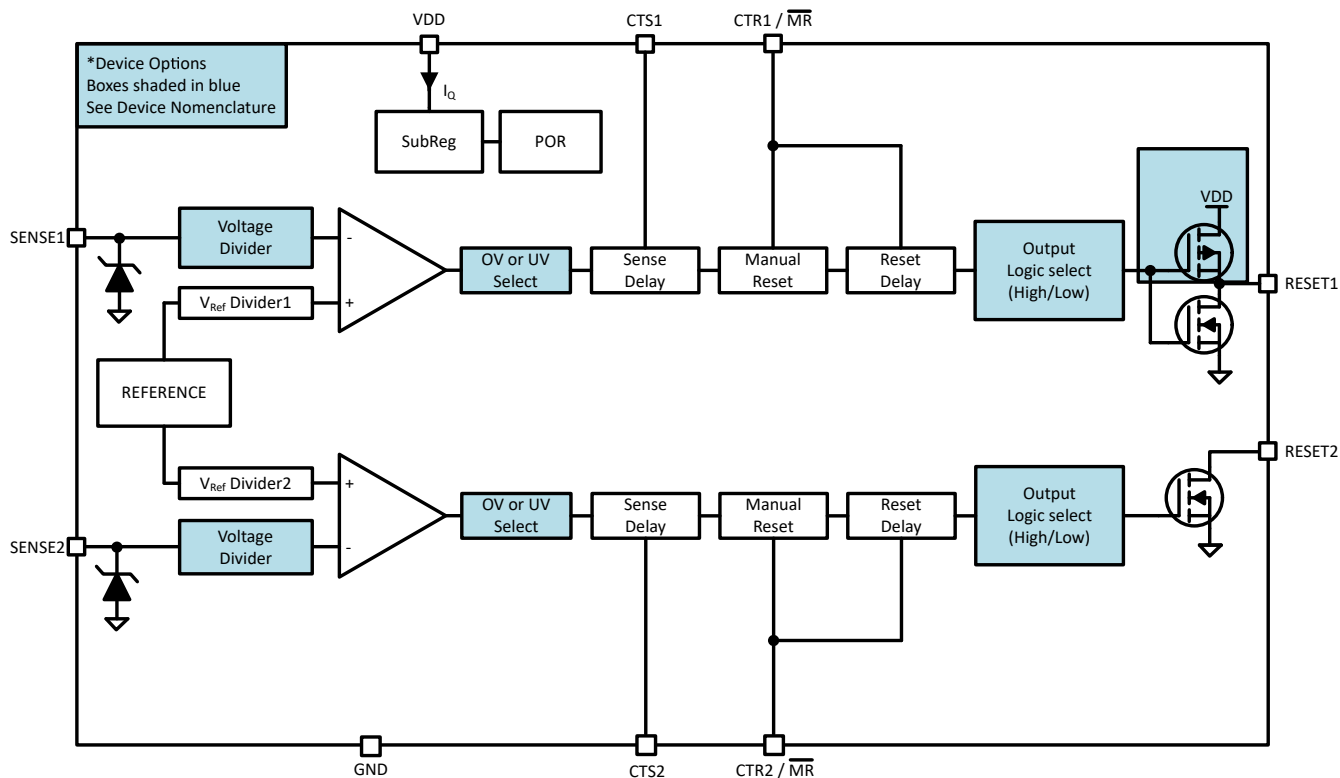 VDD
CTS1
CTR1 / MR
*Device Options
Boxes shaded in blue
See Device Nomenclature
IQ
SubReg
POR
VDD
SENSE1
Voltage
Divider
-
OV or UV
Select
Sense
Delay
Manual
Reset
Reset
Delay
Output
Logic select
(High/Low)
RESET1
VRef Divider1
+
REFERENCE
RESET2
VRef Divider2
+
OV or UV
Select
Sense
Delay
Manual
Reset
Reset
Delay
Output
Logic select
(High/Low)
SENSE2
Voltage
Divider
-
GND
CTS2
CTR2 / MR